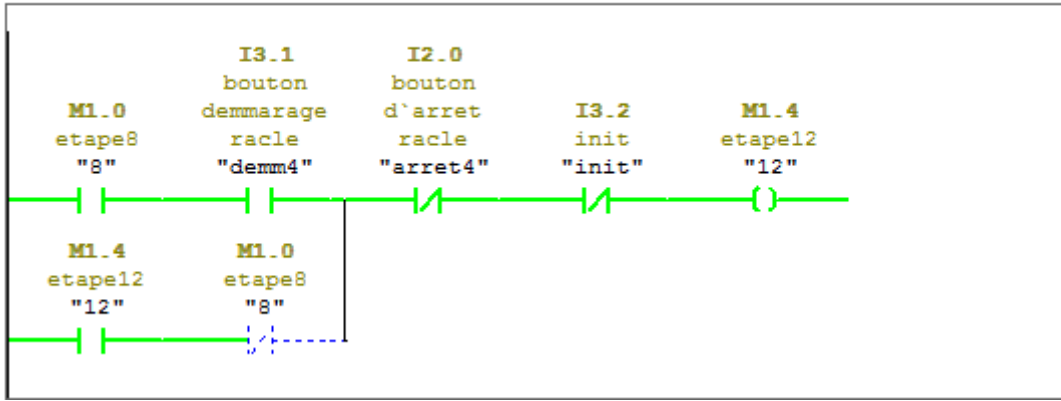 I3.1 I2.0
bouton bouton
M1.0 demmarage d`arret I3.2 M1.4
etape8 racle racle init etape12
"8" "demm4" "arret4" "init" "12"
M1.4 M1.0
etape12 etape8
"12" "8"